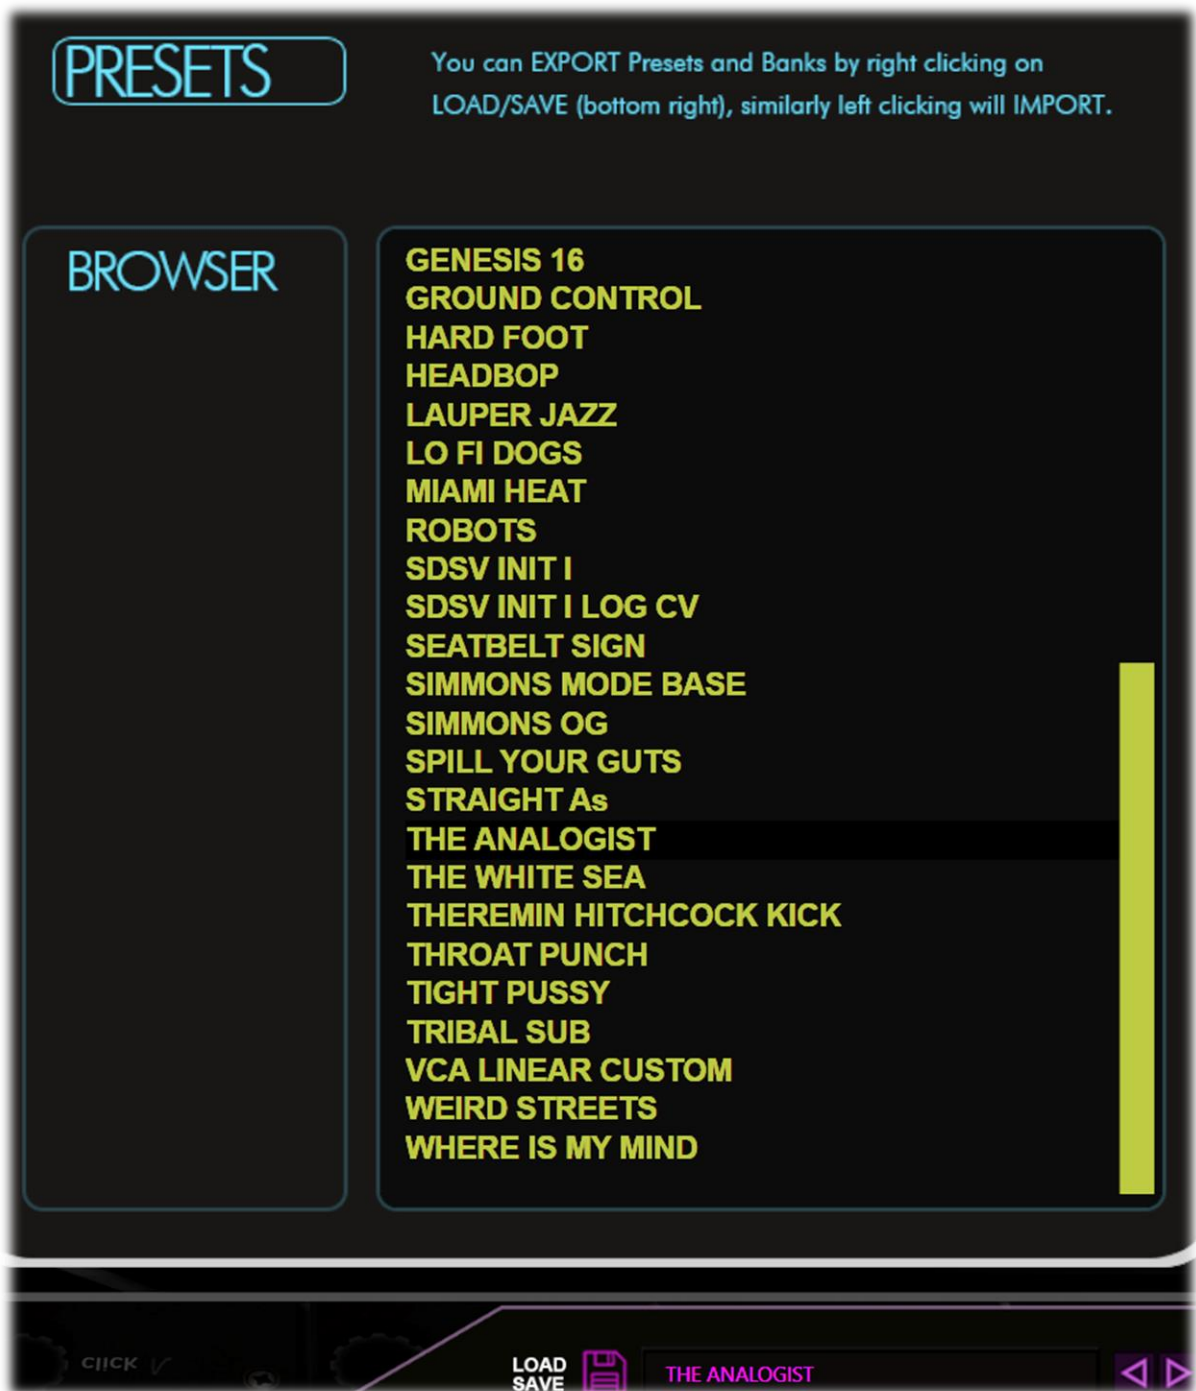 PRESETS
You can EXPORT Presets and Banks by right clicking on
LOAD/SAVE (bottom right), similarly left clicking will IMPORT.
BROWSER
GENESIS 16
GROUND CONTROL
HARD FOOT
HEADBOP
LAUPER JAZZ
LO FI DOGS
MIAMI HEAT
ROBOTS
SDSV INIT I
SDSV INIT I LOG CV
SEATBELT SIGN
SIMMONS MODE BASE
SIMMONS OG
SPILL YOUR GUTS
STRAIGHT As
THE ANALOGIST
THE WHITE SEA
THEREMIN HITCHCOCK KICK
THROAT PUNCH
TIGHT PUSSY
TRIBAL SUB
VCA LINEAR CUSTOM
WEIRD STREETS
WHERE IS MY MIND
click
LOAD
SAVE
THE ANALOGIST